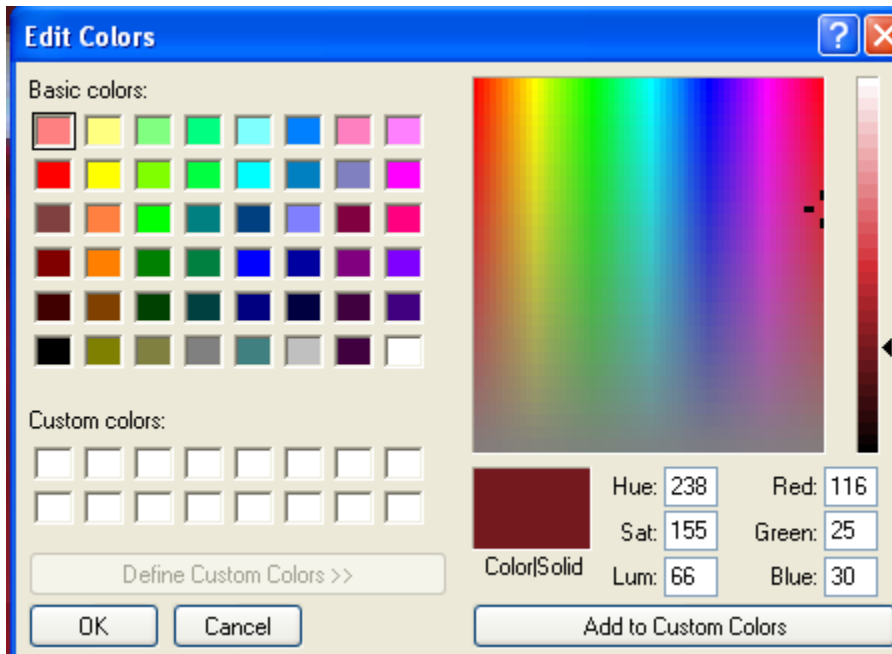 Edit Colors
Basic colors:
Custom colors:
Define Custom Colors >>
OK Cancel
Color|Solid
Hue: 238 Red: 116
Sat: 155 Green: 25
Lum: 66 Blue: 30
Add to Custom Colors